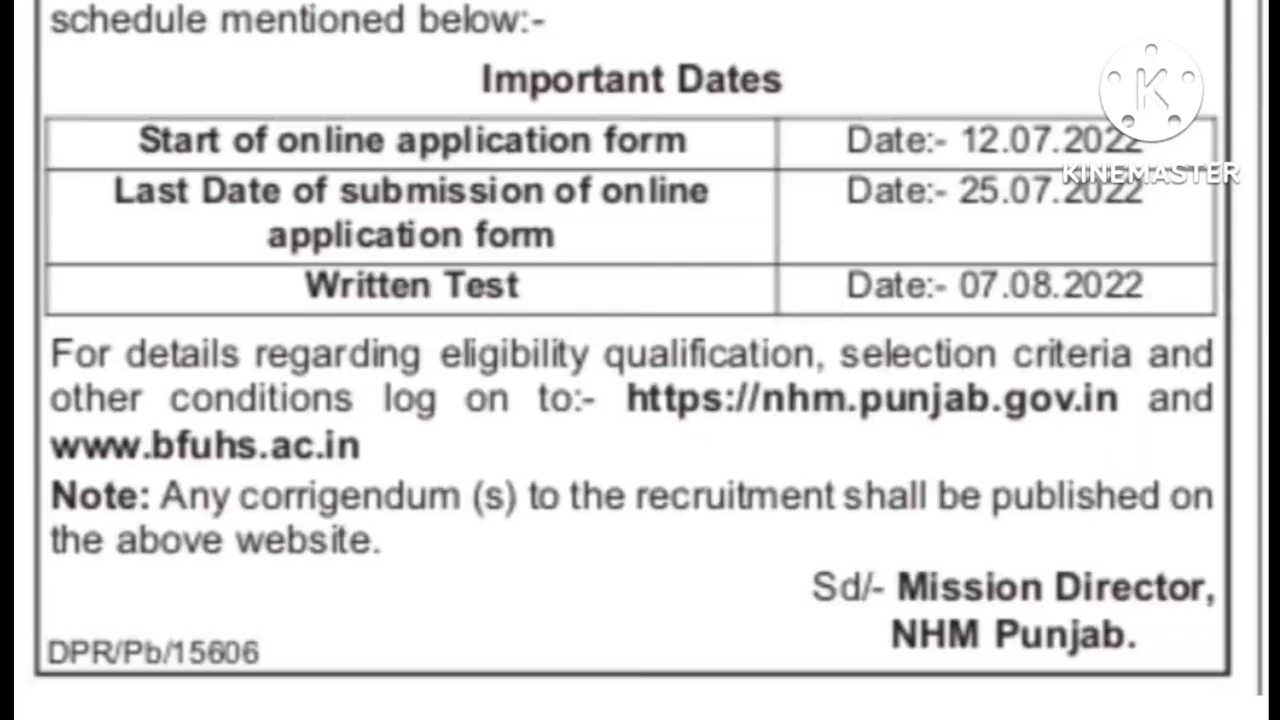 schedule mentioned below:-
Important Dates
Start of online application form Date:- 12.07.2022
Last Date of submission of online Date:- 25.07.2022
application form
Written Test Date:- 07.08.2022
For details regarding eligibility qualification, selection criteria and
other conditions log on to:- https://nhm.punjab.gov.in and
www.bfuhs.ac.in
Note: Any corrigendum (s) to the recruitment shall be published on
the above website.
Sd/- Mission Director,
NHM Punjab.
DPR/Pb/15606
K
KINEMASTER